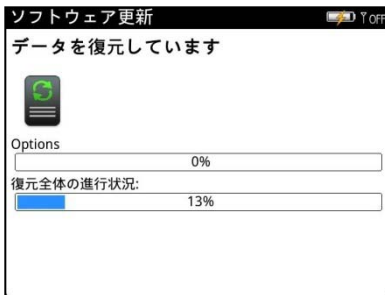 ソフトウェア更新 OFF
データを復元しています
Options
0%
復元全体の進行状況:
13%